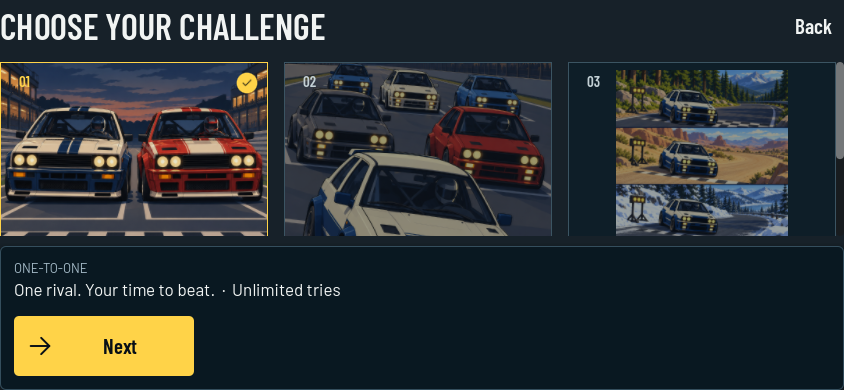 CHOOSE YOUR CHALLENGE
Back
01
02
03
ONE-TO-ONE
One rival. Your time to beat. · Unlimited tries
Next